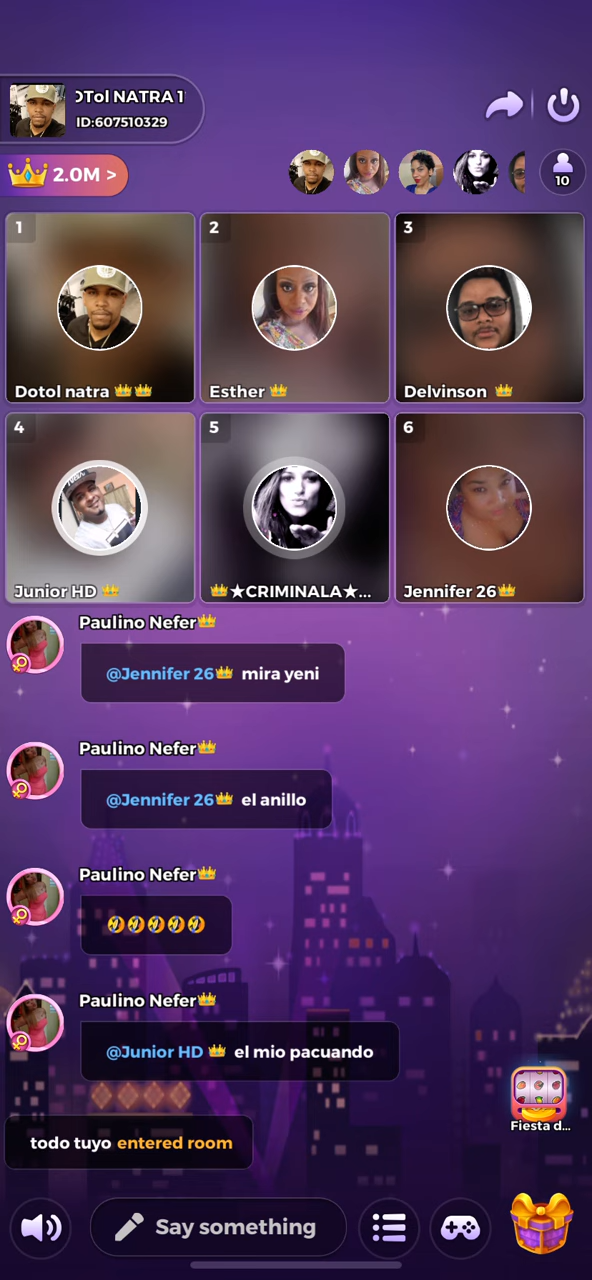 OTol NATRA 1
ID:607510329
2.0M >
10
1
2
3
Dotol natra 👑👑
Esther 👑
Delvinson 👑
4
5
6
Junior HD 👑
👑★CRIMINALA★...
Jennifer 26👑
Paulino Nefer👑
@Jennifer 26👑 mira yeni
Paulino Nefer👑
@Jennifer 26👑 el anillo
Paulino Nefer👑
🤣🤣🤣🤣🤣
Paulino Nefer👑
@Junior HD 👑 el mio pacuando
todo tuyo entered room
Fiesta d...
Say something